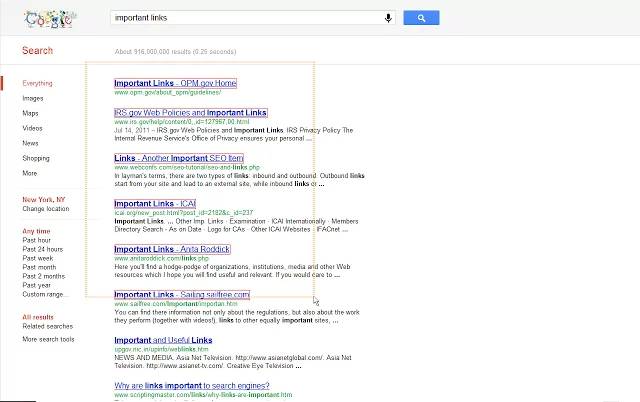 Google
important links
Search
About 916,000,000 results (0.25 seconds)
Everything
Images
Maps
Videos
News
Shopping
More
New York, NY
Change location
Any time
Past hour
Past 24 hours
Past week
Past month
Past 2 months
Past year
Custom range...
All results
Related searches
More search tools
Important Links - OPM.gov Home
www.opm.gov/about_opm/guidelines/
IRS.gov Web Policies and Important Links
www.irs.gov/help/content/0,,id=127967,00.html
Jul 14, 2011 – IRS.gov Web Policies and Important Links. IRS Privacy Policy The
Internal Revenue Service's Office of Privacy ensures your personal ...
Links - Another Important SEO Item
www.webconfs.com/seo-tutorial/seo-and-links.php
In layman's terms, there are two types of links: inbound and outbound. Outbound links
start from your site and lead to an external site, while inbound links or ...
Important Links - ICAI
icai.org/new_post.html?post_id=2182&c_id=237
Important Links. ... Other Imp. Links · Examination · ICAI Internationally · Members
Directory Search - As on Date · Logo for CAs · Other ICAI Websites · IFACnet ...
Important Links - Anita Roddick
www.anitaroddick.com/links.php
Here you'll find a hodge-podge of organizations, institutions, media and other Web
resources which I hope you will find useful and relevant. If you would care to ...
Important Links - Sailing sailfree.com
www.sailfree.com/Important/importan.htm
You can find there information not only about the regulations, but also about the work
they perform (together with videos!), links to other equally important sites, ...
Important and Useful Links
upgov.nic.in/upinfo/weblinks.htm
NEWS AND MEDIA. Asia Net Television. http://www.asianetglobal.com/. Asia Net
Television. http://www.asianet-tv.com/. Creative Eye Television ...
Why are links important to search engines?
www.scriptingmaster.com/links/why-links-are-important.htm